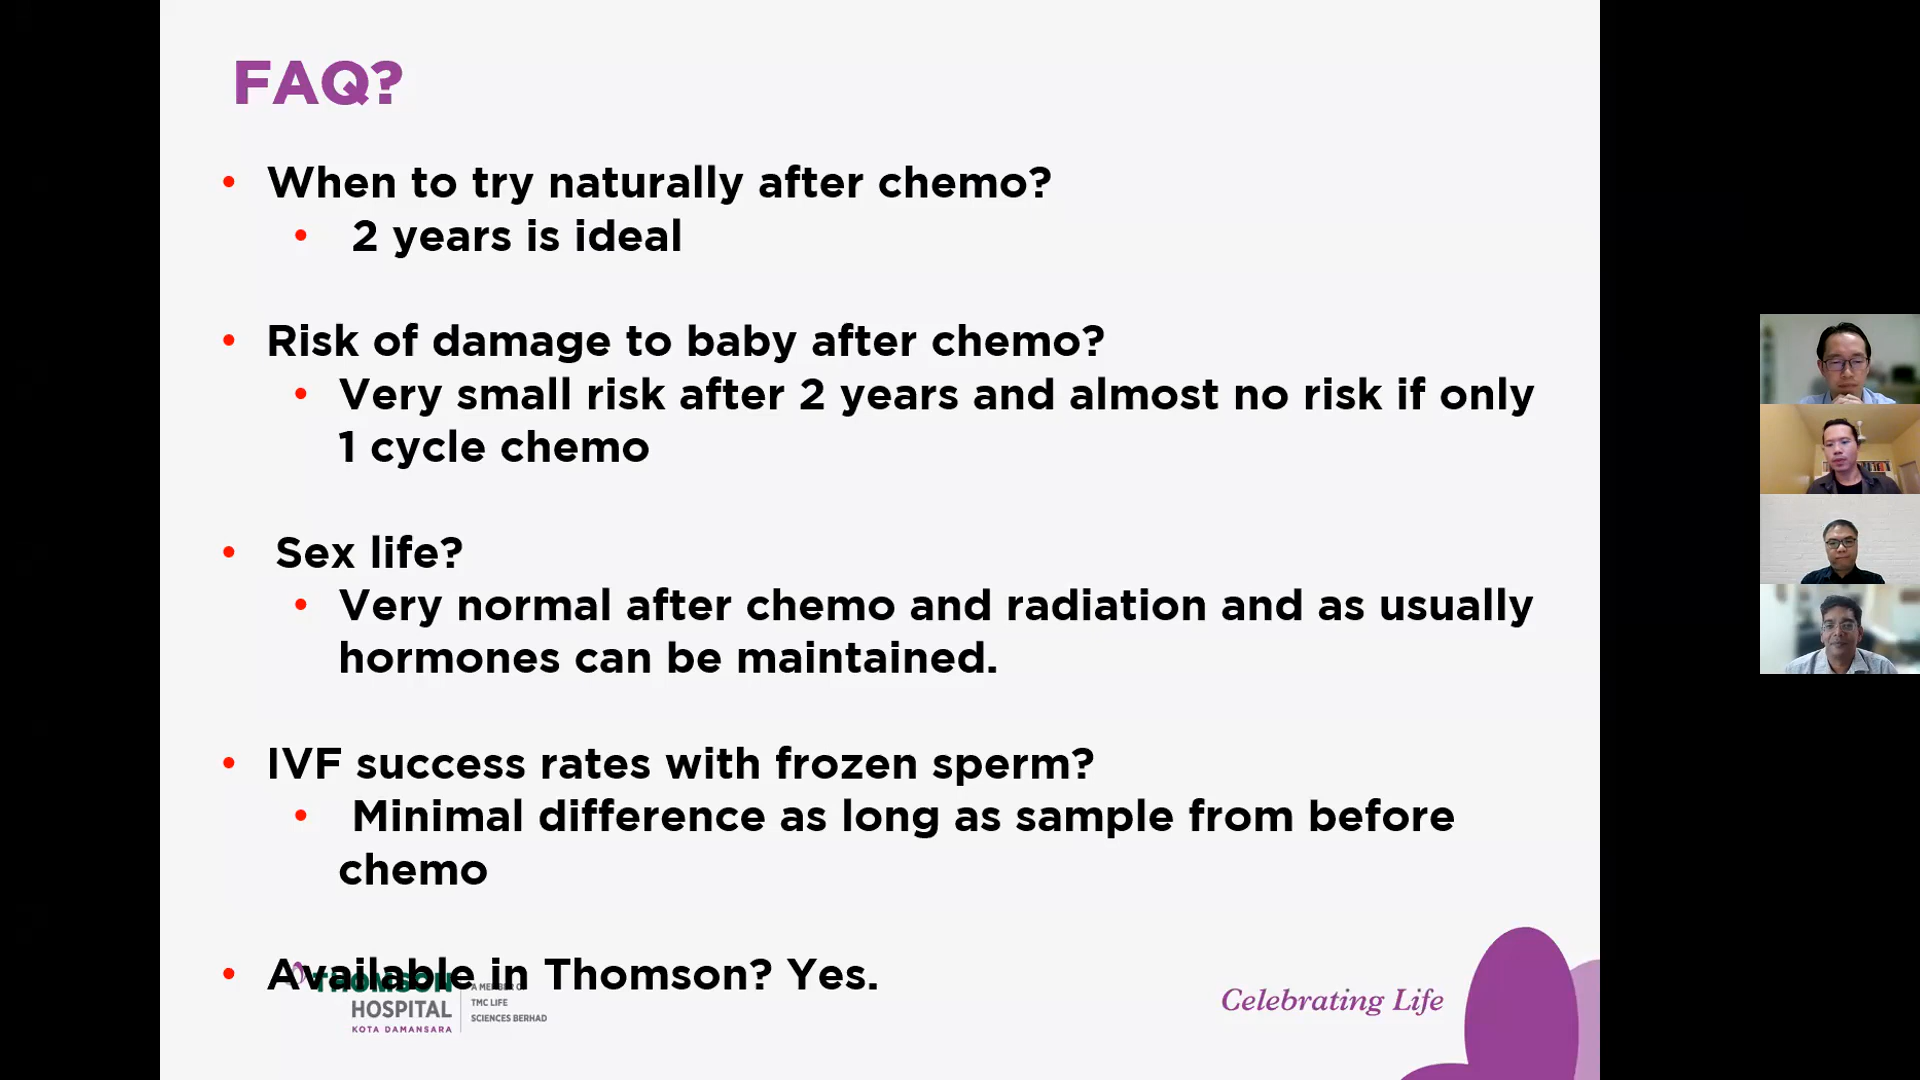 FAQ?
• When to try naturally after chemo?
• 2 years is ideal
• Risk of damage to baby after chemo?
• Very small risk after 2 years and almost no risk if only
1 cycle chemo
• Sex life?
• Very normal after chemo and radiation and as usually
hormones can be maintained.
• IVF success rates with frozen sperm?
• Minimal difference as long as sample from before
chemo
• Available in Thomson? Yes.
THOMSON
HOSPITAL
KOTA DAMANSARA
A MEMBER OF
TMC LIFE
SCIENCES BERHAD
Celebrating Life